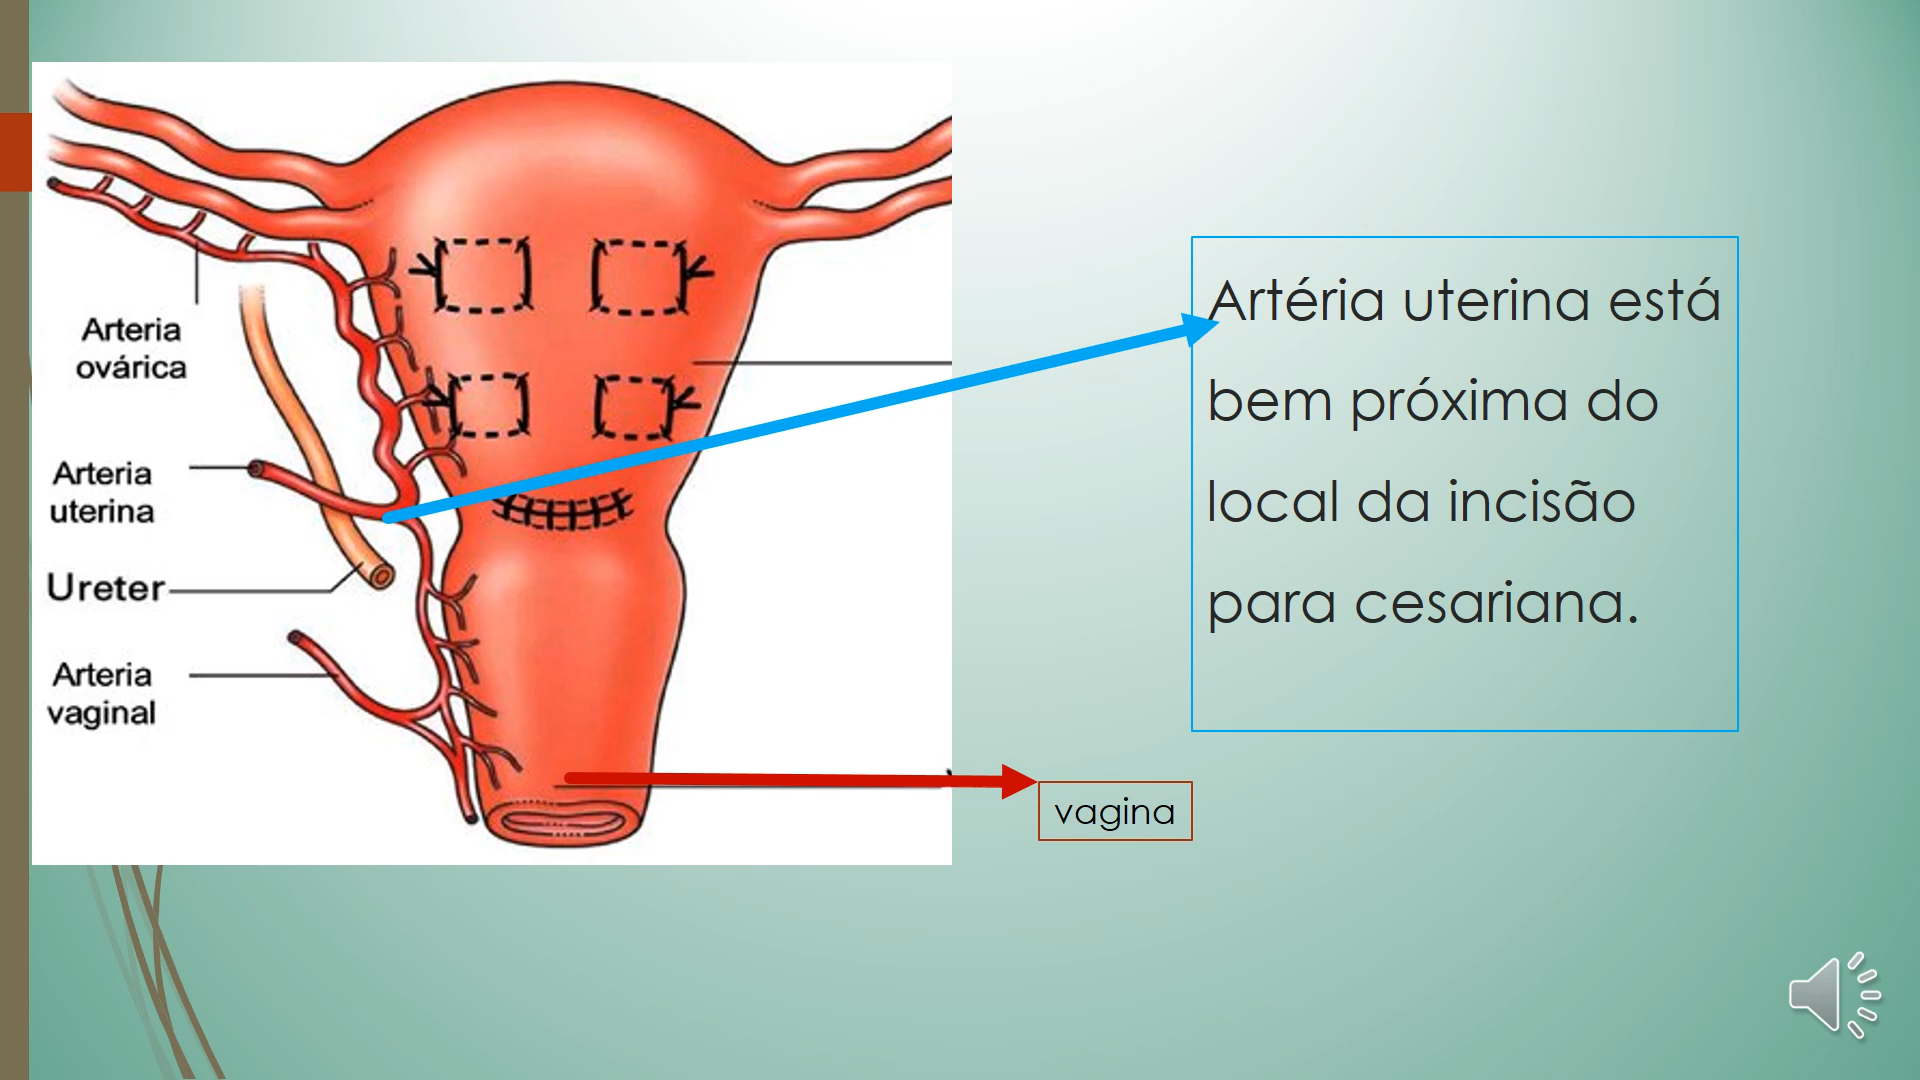 Arteria
ovárica
Arteria
uterina
Ureter
Arteria
vaginal
Artéria uterina está
bem próxima do
local da incisão
para cesariana.
vagina